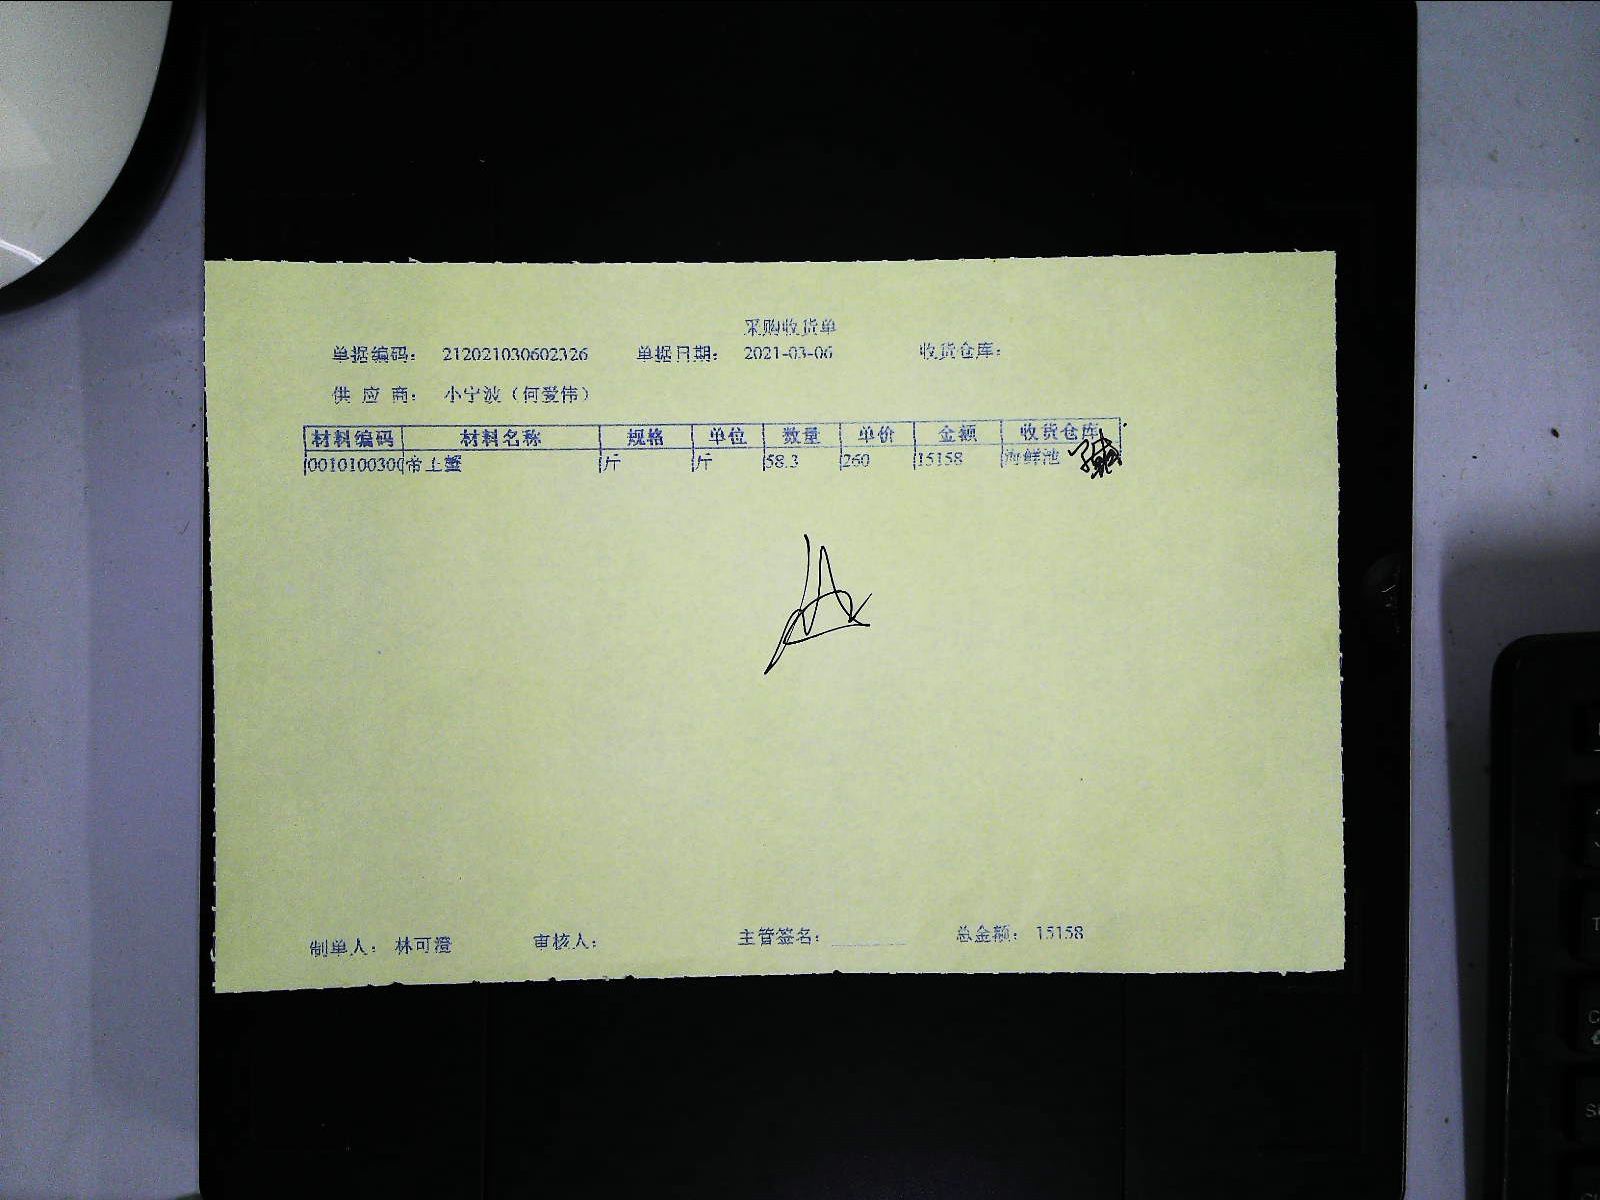 采购收货单
单据编码： 212021030602326 单据日期： 2021-03-06 收货仓库：
供 应 商： 小宁波（何爱伟）
材料编码 材料名称 规格 单位 数量 单价 金额 收货仓库
0010100300 帝王蟹 斤 斤 58.3 260 15158 海鲜池
制单人： 林可澄 审核人： 主管签名： 总金额： 15158